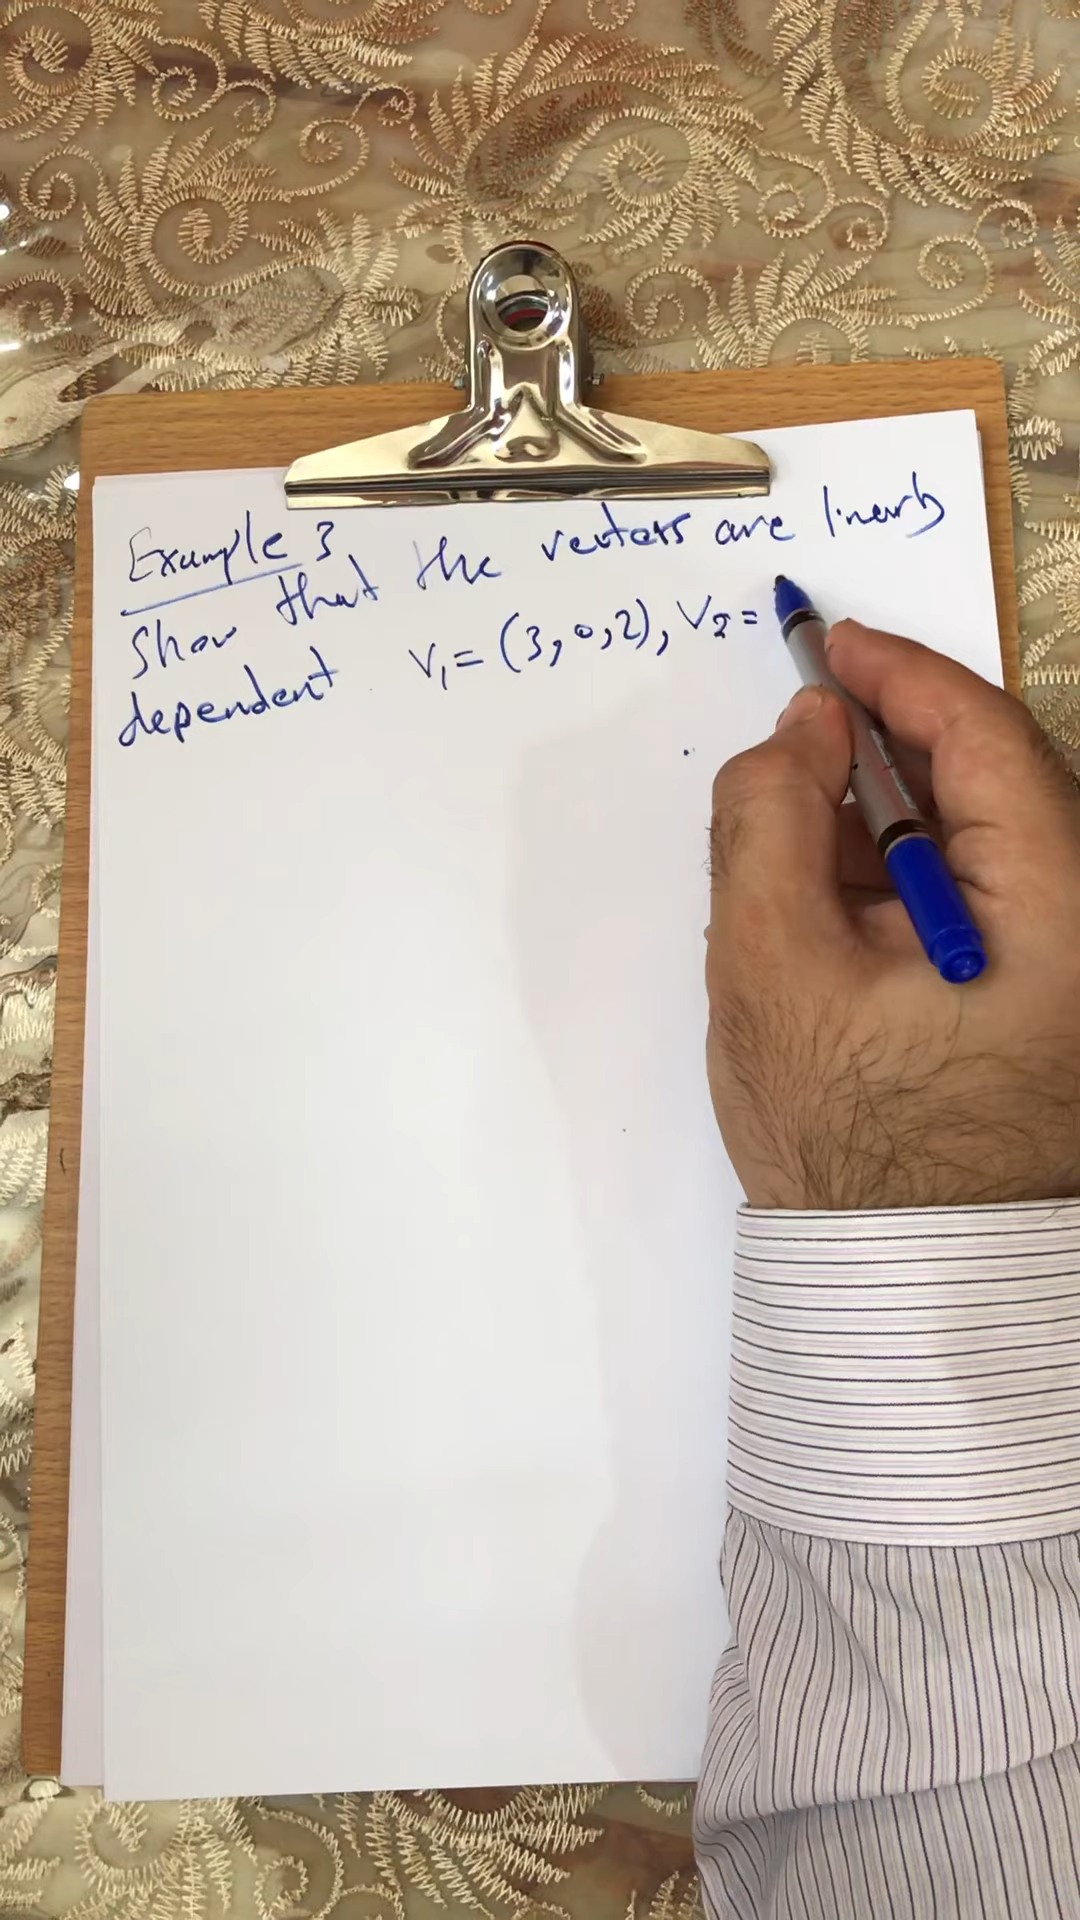 Example 3
Show that the vectors are linearly
dependent V₁ = (3, 0, 2), V₂ =